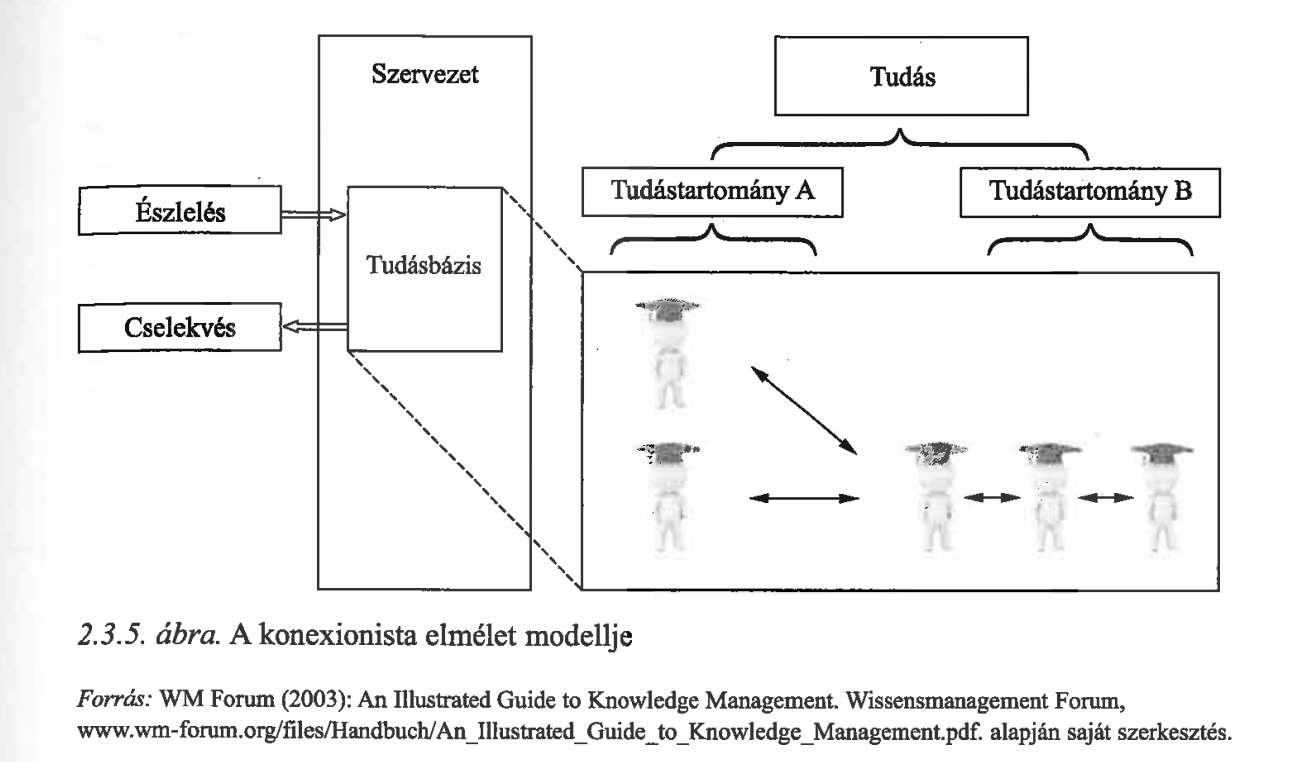 Szervezet
Tudás
Tudástartomány A
Tudástartomány B
Észlelés
Tudásbázis
Cselekvés
2.3.5. ábra. A konexionista elmélet modellje
Forrás: WM Forum (2003): An Illustrated Guide to Knowledge Management. Wissensmanagement Forum,
www.wm-forum.org/files/Handbuch/An_Illustrated_Guide_to_Knowledge_Management.pdf. alapján saját szerkesztés.